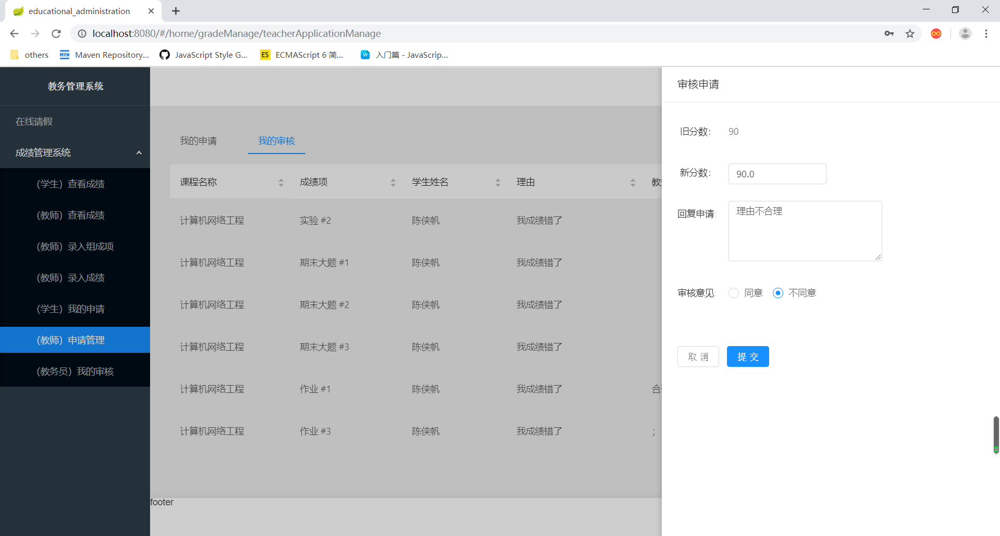 educational_administration
localhost:8080/#/home/gradeManage/teacherApplicationManage
others
Maven Repository...
JavaScript Style G...
ES
ECMAScript 6 简...
W
入门篇 - JavaScrip...
教务管理系统
在线请假
成绩管理系统
(学生) 查看成绩
(教师) 查看成绩
(教师) 录入组成项
(教师) 录入成绩
(学生) 我的申请
(教师) 申请管理
(教务员) 我的审核
我的申请 我的审核
课程名称 成绩项 学生姓名 理由
计算机网络工程 实验 #2 陈侠帆 我成绩错了
计算机网络工程 期末大题 #1 陈侠帆 我成绩错了
计算机网络工程 期末大题 #2 陈侠帆 我成绩错了
计算机网络工程 期末大题 #3 陈侠帆 我成绩错了
计算机网络工程 作业 #1 陈侠帆 我成绩错了
计算机网络工程 作业 #3 陈侠帆 我成绩错了 ;
footer
审核申请
旧分数: 90
新分数: 90.0
回复申请: 理由不合理
审核意见: 同意 不同意
取 消 提 交